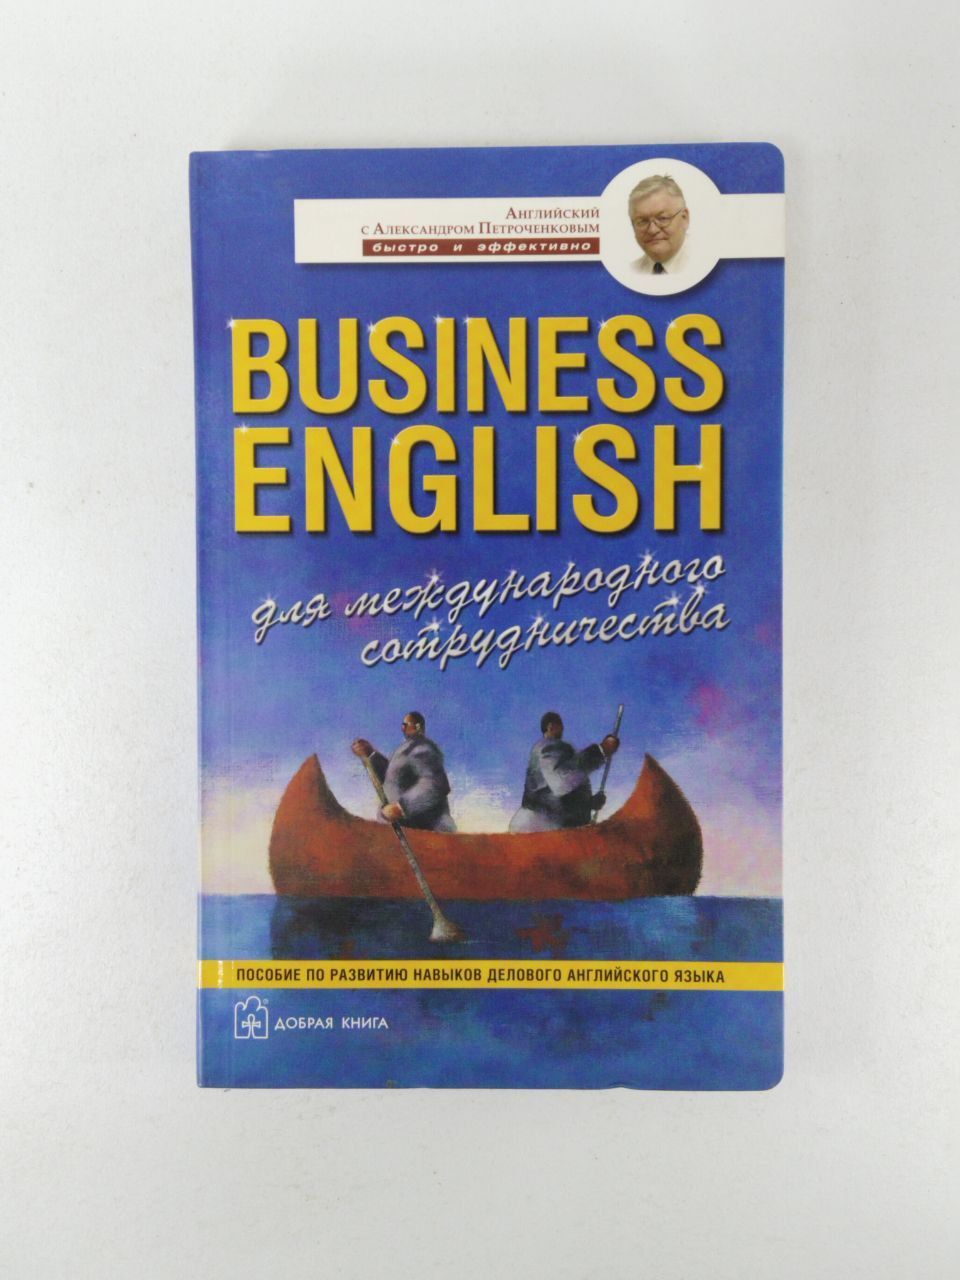 Английский
с Александром Петроченковым
быстро и эффективно
BUSINESS
ENGLISH
для международного
сотрудничества
ПОСОБИЕ ПО РАЗВИТИЮ НАВЫКОВ ДЕЛОВОГО АНГЛИЙСКОГО ЯЗЫКА
® ДОБРАЯ КНИГА